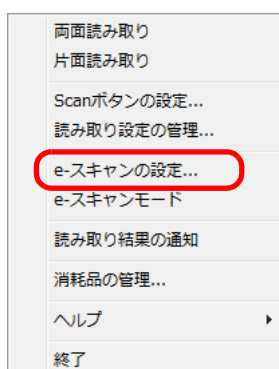 両面読み取り
片面読み取り
Scanボタンの設定...
読み取り設定の管理...
e-スキャンの設定...
e-スキャンモード
読み取り結果の通知
消耗品の管理...
ヘルプ
終了